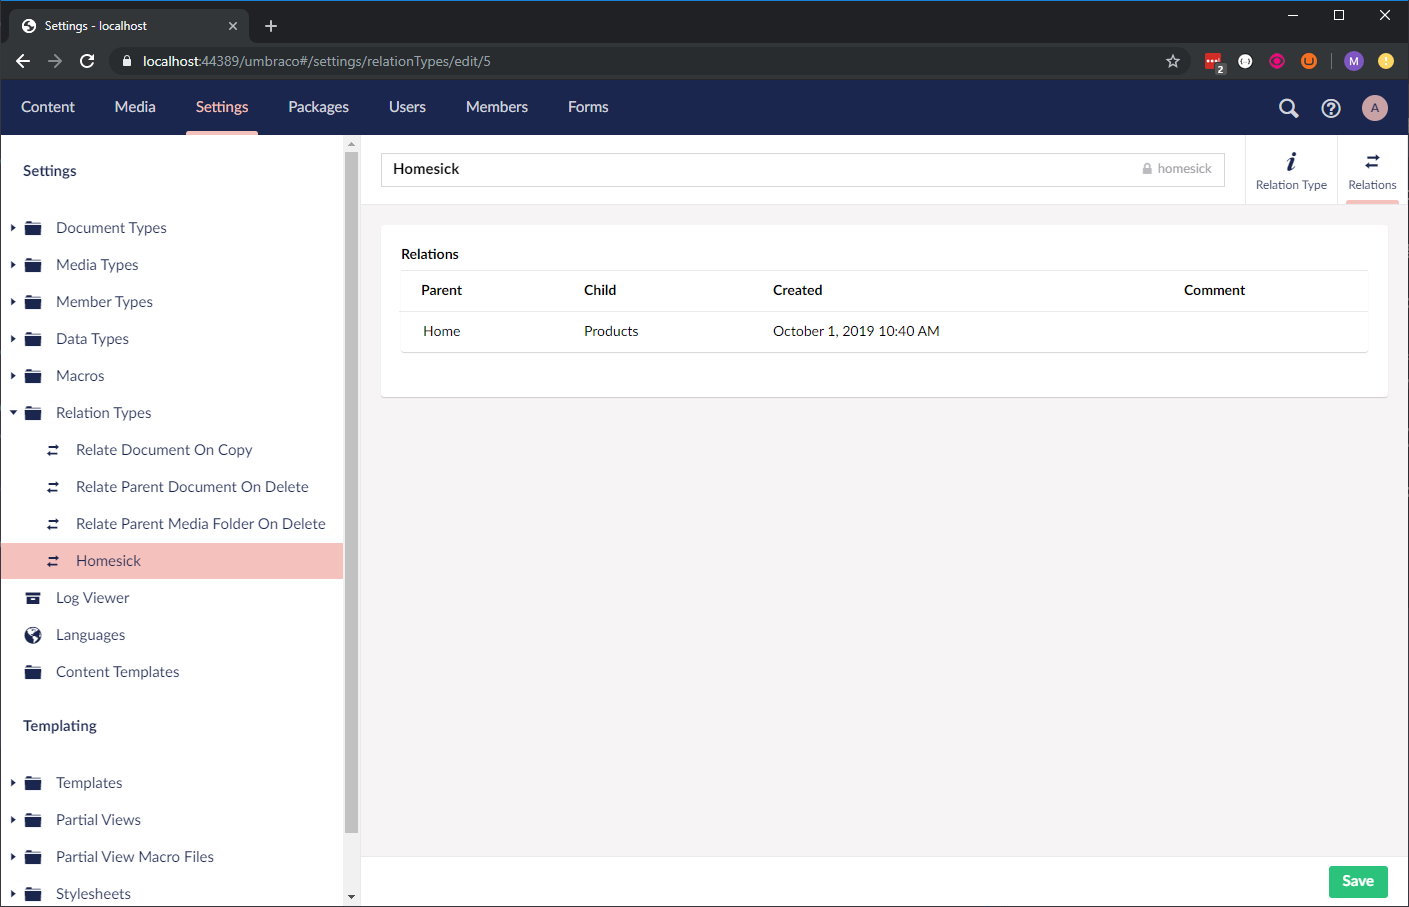 Settings - localhost
localhost:44389/umbraco#/settings/relationTypes/edit/5
2
M
Content Media Settings Packages Users Members Forms
A
Settings
Document Types
Media Types
Member Types
Data Types
Macros
Relation Types
Relate Document On Copy
Relate Parent Document On Delete
Relate Parent Media Folder On Delete
Homesick
Log Viewer
Languages
Content Templates
Templating
Templates
Partial Views
Partial View Macro Files
Stylesheets
Homesick homesick
Relation Type Relations
Relations
Parent Child Created Comment
Home Products October 1, 2019 10:40 AM
Save